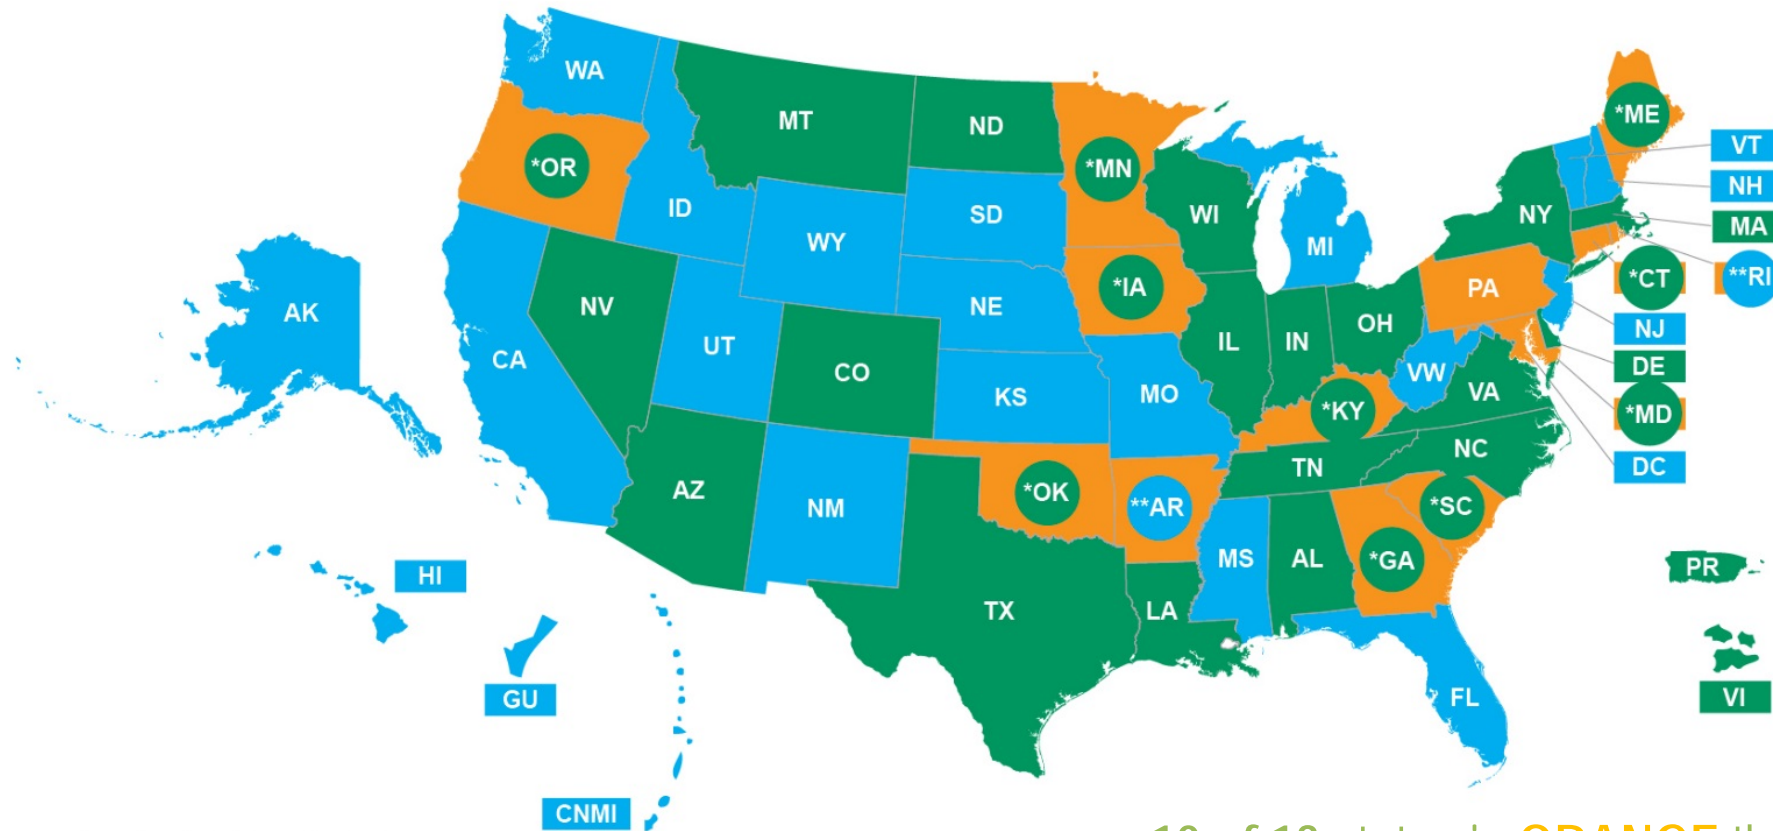 WA
MT
ND
*OR
*MN
*ME
VT
ID
SD
WI
NY
NH
WY
MI
MA
*IA
PA
*CT
**RI
AK
NV
NE
OH
NJ
CA
UT
IL
IN
DE
CO
VW
VA
KS
MO
*KY
*MD
NC
TN
DC
AZ
NM
*OK
**AR
*SC
MS
AL
*GA
PR
HI
TX
LA
GU
FL
VI
CNMI